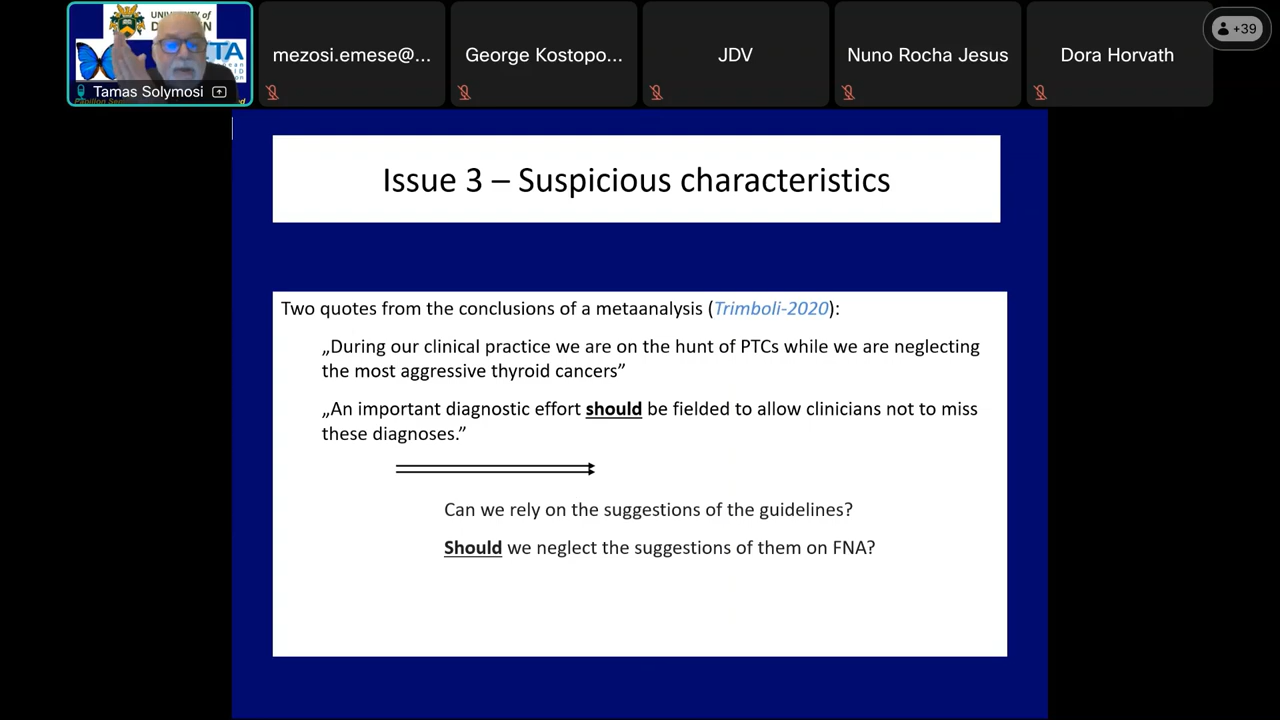 UNIVERSITY OF
mezosi.emese@...
George Kostopo...
JDV
Nuno Rocha Jesus
Dora Horvath
+39
Tamas Solymosi
Issue 3 – Suspicious characteristics
Two quotes from the conclusions of a metaanalysis (Trimboli-2020):
„During our clinical practice we are on the hunt of PTCs while we are neglecting
the most aggressive thyroid cancers”
„An important diagnostic effort should be fielded to allow clinicians not to miss
these diagnoses.”
Can we rely on the suggestions of the guidelines?
Should we neglect the suggestions of them on FNA?